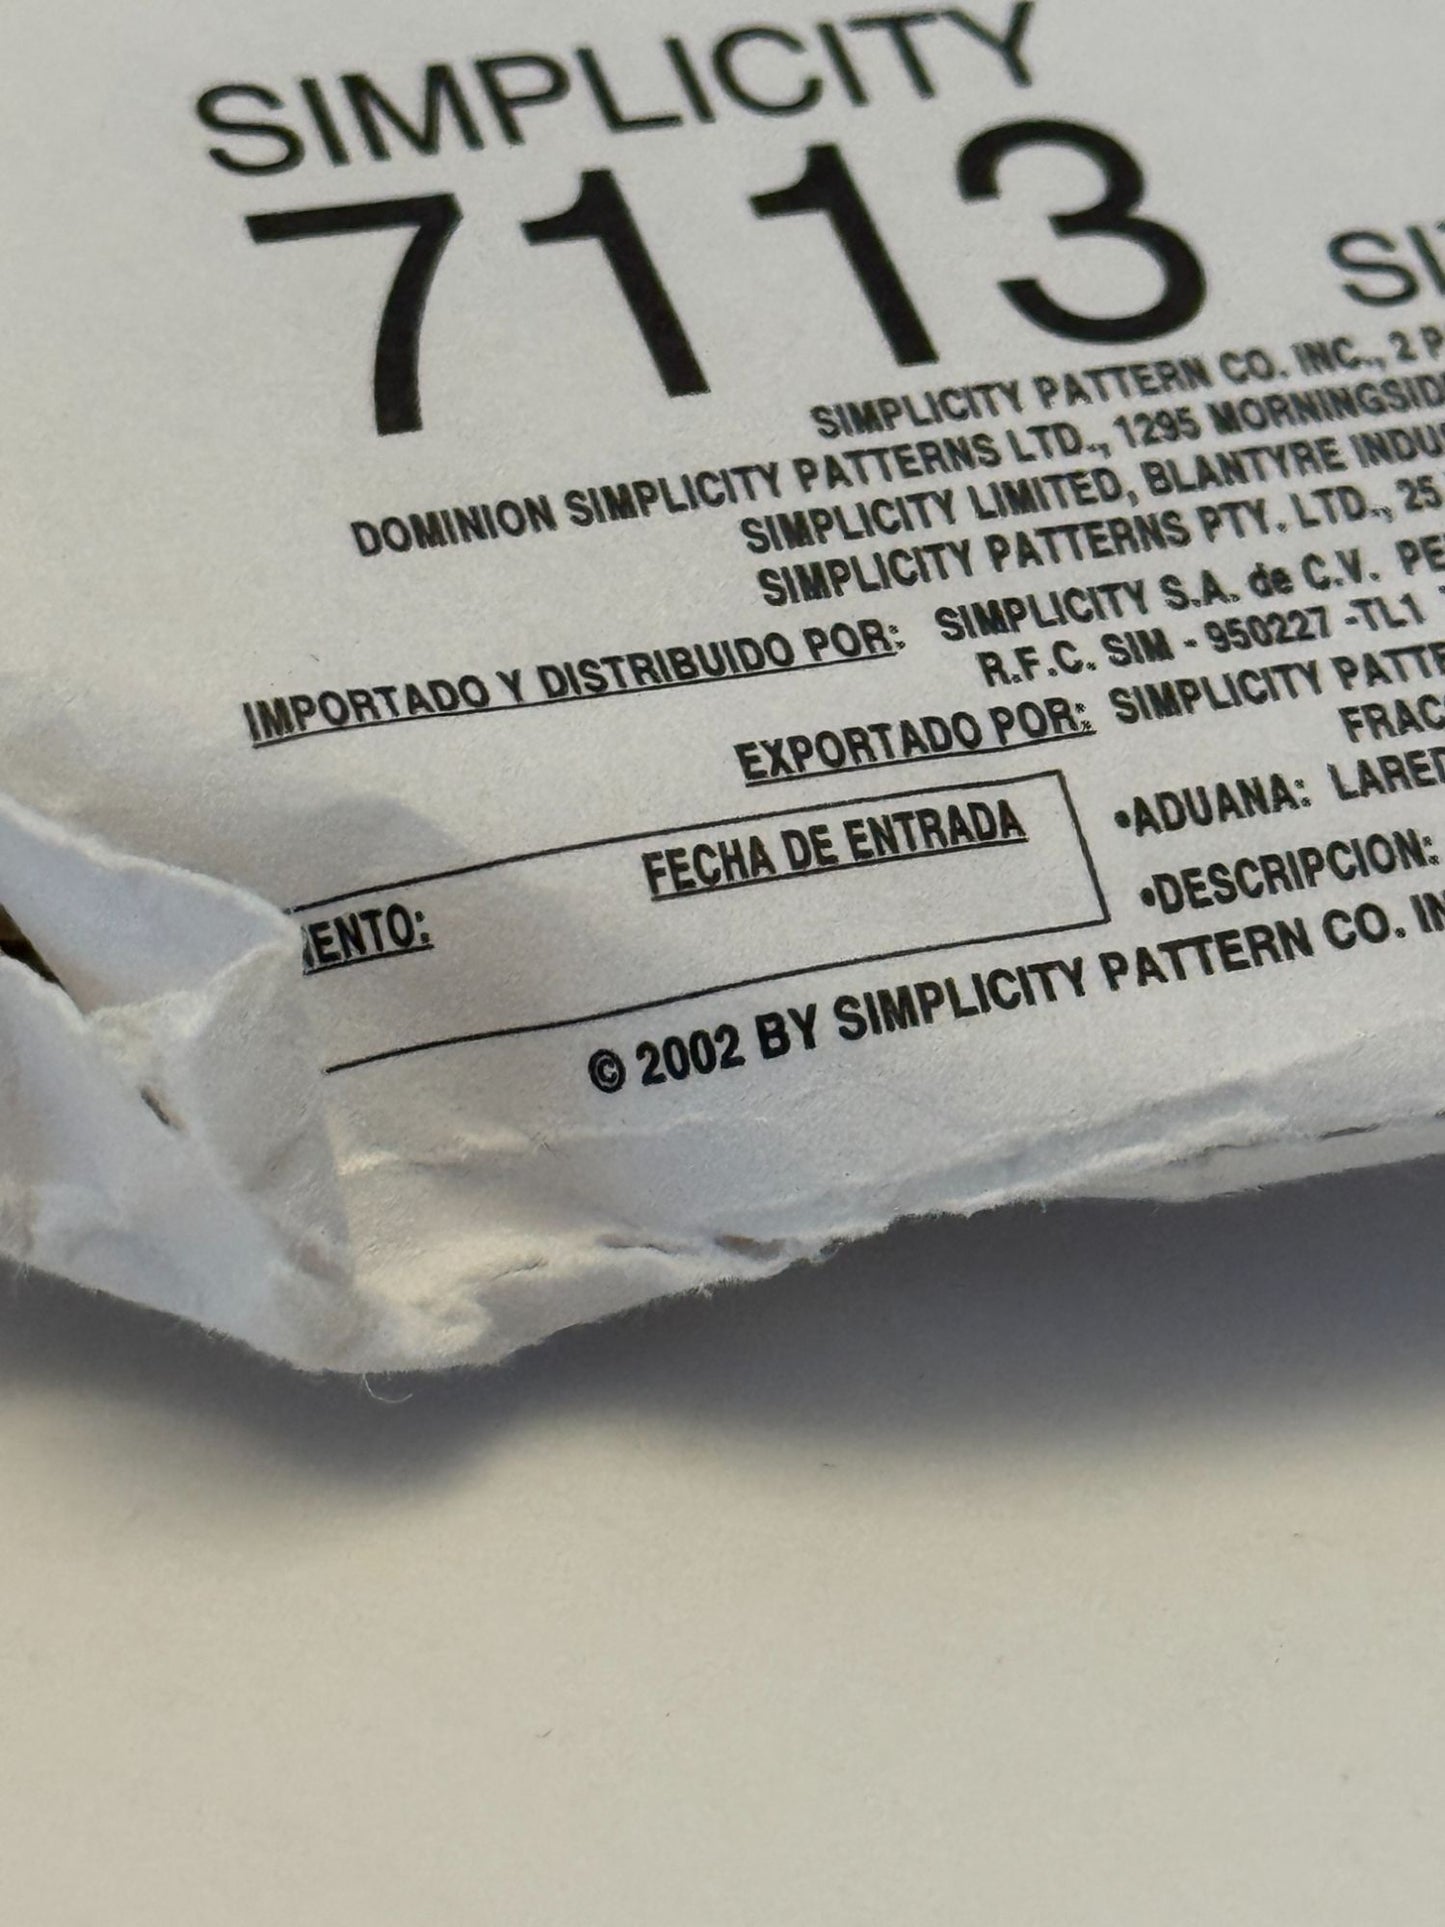 SIMPLICITY
7113
SIMPLICITY PATTERN CO. INC., 2
DOMINION SIMPLICITY PATTERNS LTD., 1295
SIMPLICITY LIMITED, BLANTYRE
SIMPLICITY PATTERNS PTY. LTD., 25
IMPORTADO Y DISTRIBUIDO POR: SIMPLICITY S.A. de C.V.
R.F.C. SIM - 950227 -TL1
EXPORTADO POR: SIMPLICITY
FECHA DE ENTRADA
•ADUANA:
•DESCRIPCION:
© 2002 BY SIMPLICITY PATTERN CO.